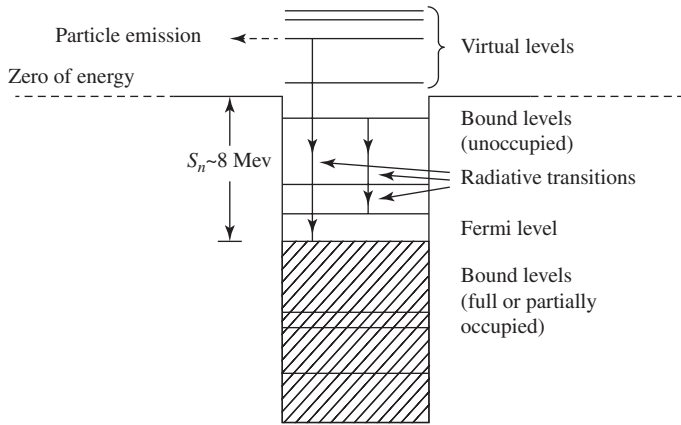 Particle emission
Virtual levels
Zero of energy
Bound levels
(unoccupied)
Sn~8 Mev
Radiative transitions
Fermi level
Bound levels
(full or partially
occupied)